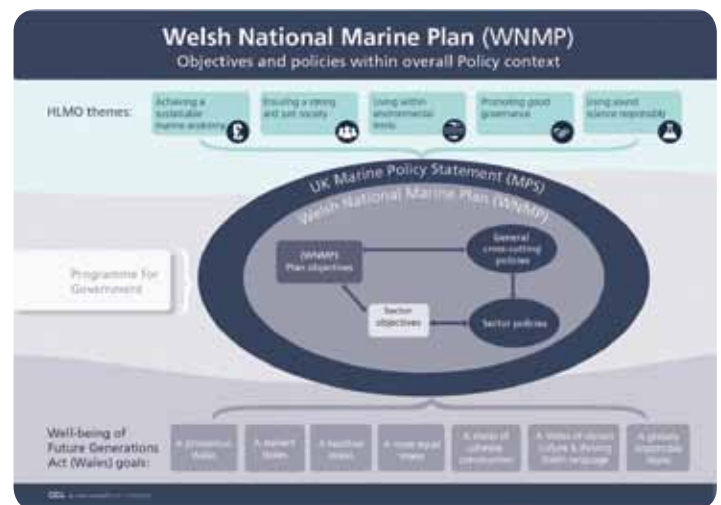 Welsh National Marine Plan (WNMP)
Objectives and policies within overall Policy context
HLMO themes:
Achieving a
sustainable
marine economy
Ensuring a strong
and just society
Living within
environmental
limits
Promoting good
governance
Using sound
science responsibly
UK Marine Policy Statement (MPS)
Welsh National Marine Plan (WNMP)
(WNMP)
Plan objectives
General
cross-cutting
policies
Sector
objectives
Sector policies
Programme for
Government
Well-being of
Future Generations
Act (Wales) goals:
A prosperous
Wales
A resilient
Wales
A healthier
Wales
A more equal
Wales
A Wales of
cohesive
communities
A Wales of vibrant
culture & thriving
Welsh language
A globally
responsible
Wales